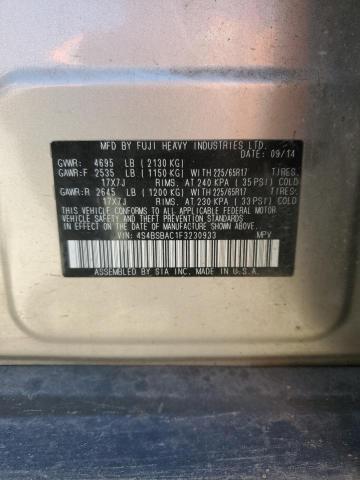 MFD BY FUJI HEAVY INDUSTRIES LTD.
DATE: 09/14
GVWR: 4695 LB (2130 KG)
GAWR:F 2535 LB (1150 KG) WITH 225/65R17 TIRES.
17X7J RIMS. AT 240 KPA (35 PSI) COLD
GAWR:R 2645 LB (1200 KG) WITH 225/65R17 TIRES.
17X7J RIMS. AT 230 KPA (33 PSI) COLD
THIS VEHICLE CONFORMS TO ALL APPLICABLE FEDERAL MOTOR
VEHICLE SAFETY, BUMPER, AND THEFT PREVENTION STANDARDS
IN EFFECT ON THE DATE OF MANUFACTURE SHOWN ABOVE.
VIN: 4S4BSBAC1F3230933 MPV
ASSEMBLED BY SIA INC. MADE IN U.S.A.